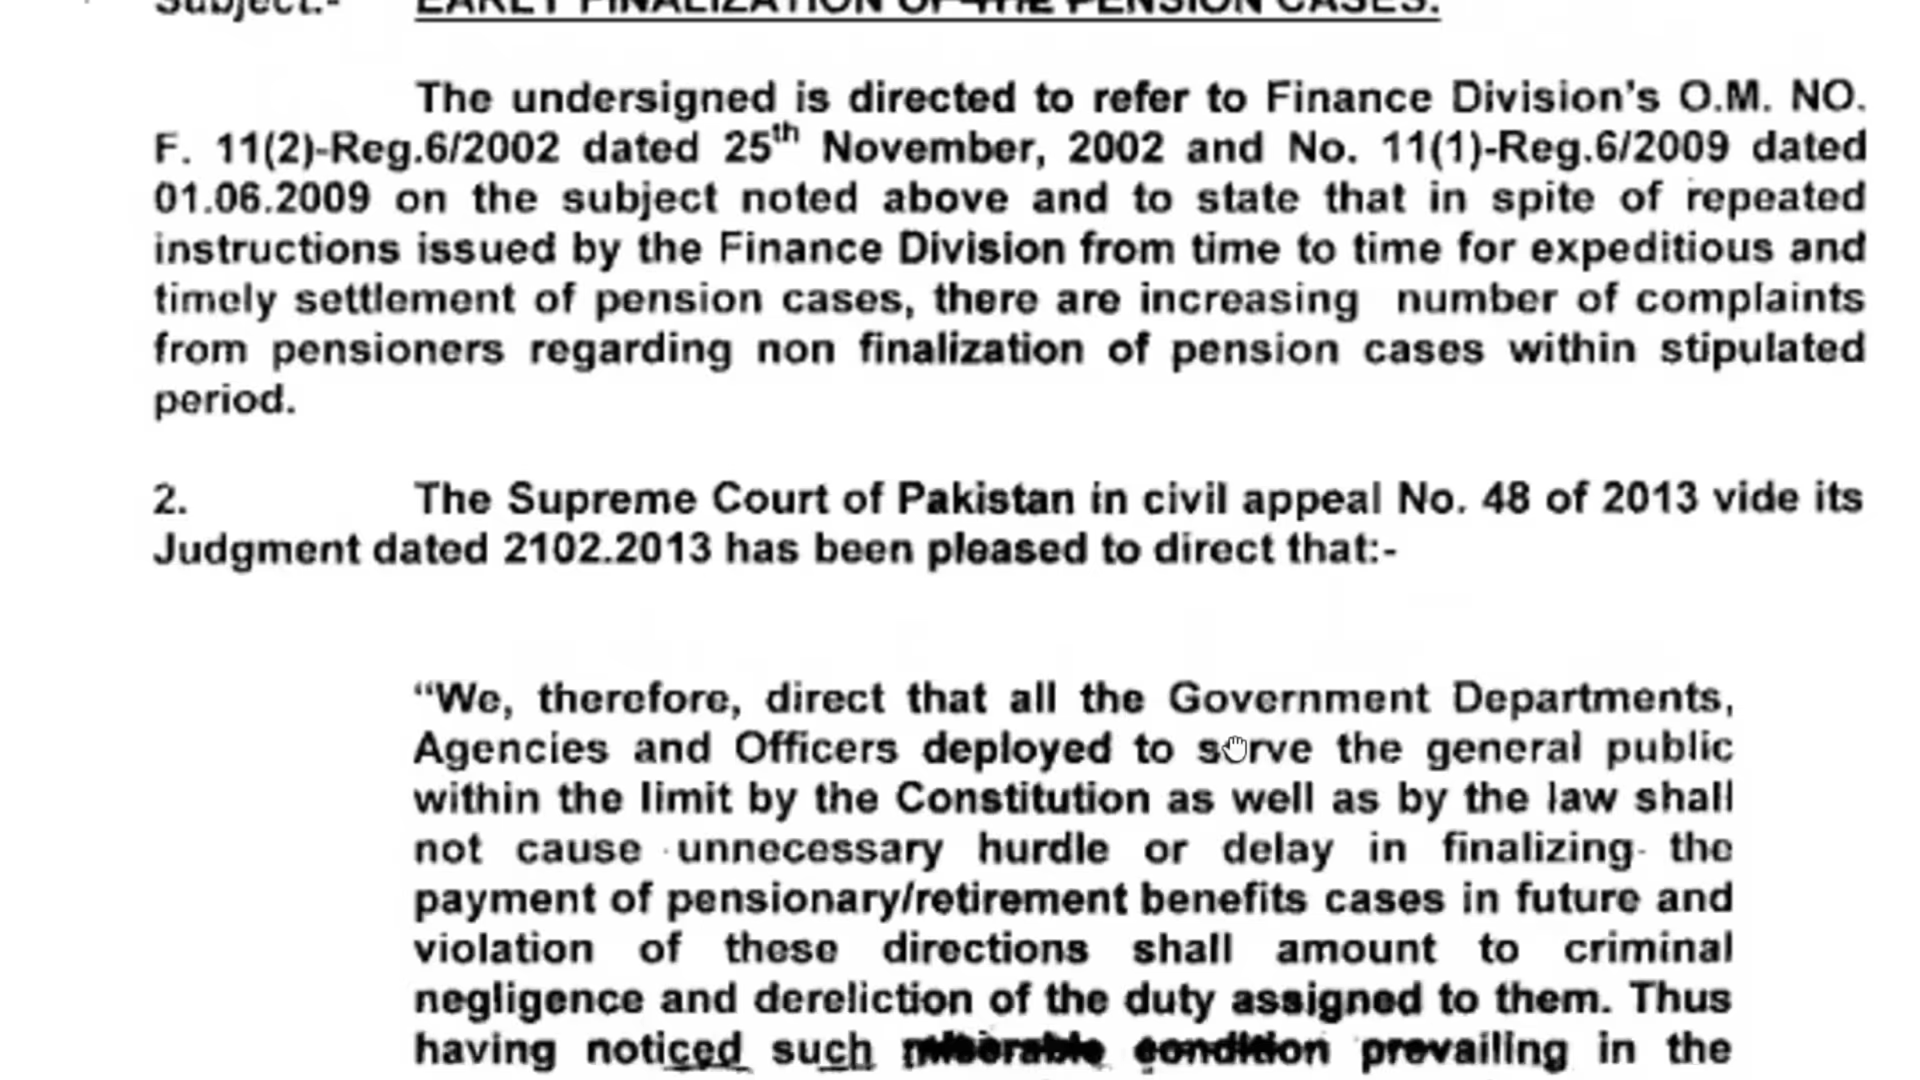 Subject:- EARLY FINALIZATION OF THE PENSION CASES.
The undersigned is directed to refer to Finance Division's O.M. NO.
F. 11(2)-Reg.6/2002 dated 25th November, 2002 and No. 11(1)-Reg.6/2009 dated
01.06.2009 on the subject noted above and to state that in spite of repeated
instructions issued by the Finance Division from time to time for expeditious and
timely settlement of pension cases, there are increasing number of complaints
from pensioners regarding non finalization of pension cases within stipulated
period.
2. The Supreme Court of Pakistan in civil appeal No. 48 of 2013 vide its
Judgment dated 2102.2013 has been pleased to direct that:-
“We, therefore, direct that all the Government Departments,
Agencies and Officers deployed to serve the general public
within the limit by the Constitution as well as by the law shall
not cause unnecessary hurdle or delay in finalizing the
payment of pensionary/retirement benefits cases in future and
violation of these directions shall amount to criminal
negligence and dereliction of the duty assigned to them. Thus
having noticed such miserable condition prevailing in the